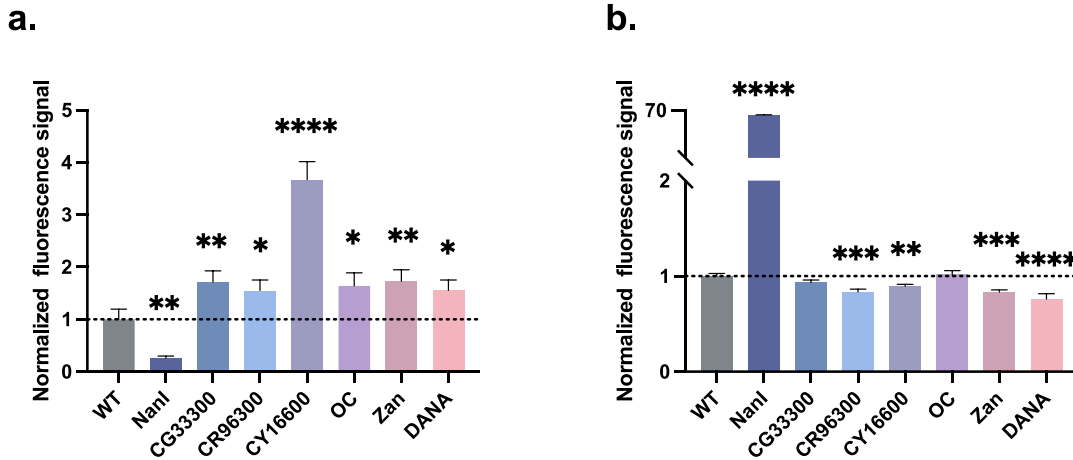 a.
Normalized fluorescence signal
5
4
3
2
1
0
**
**
*
****
*
**
*
WT
NanI
CG33300
CR96300
CY16600
OC
Zan
DANA
b.
Normalized fluorescence signal
70
2
1
0
****
***
**
***
****
WT
NanI
CG33300
CR96300
CY16600
OC
Zan
DANA